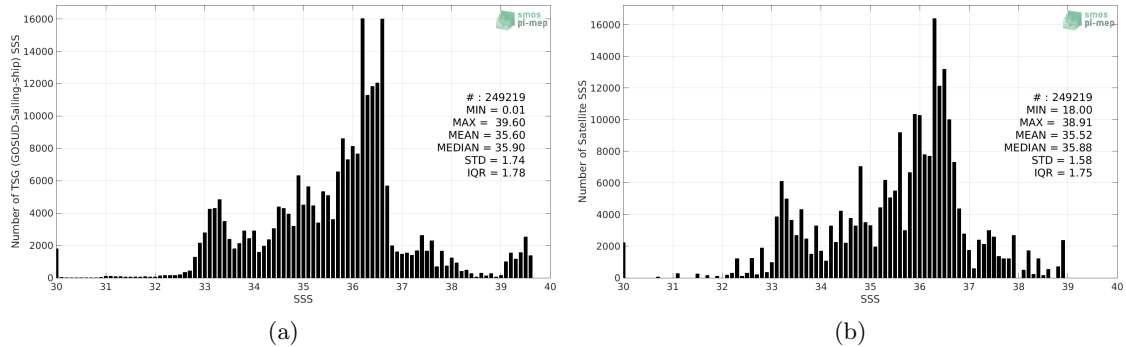 smos
pi-mep
16000
14000
12000
10000
8000
6000
4000
2000
0
Number of TSG (GOSUD-Sailing-ship) SSS
# : 249219
MIN = 0.01
MAX = 39.60
MEAN = 35.60
MEDIAN = 35.90
STD = 1.74
IQR = 1.78
30 31 32 33 34 35 36 37 38 39 40
SSS
(a)
smos
pi-mep
16000
14000
12000
10000
8000
6000
4000
2000
0
Number of Satellite SSS
# : 249219
MIN = 18.00
MAX = 38.91
MEAN = 35.52
MEDIAN = 35.88
STD = 1.58
IQR = 1.75
30 31 32 33 34 35 36 37 38 39 40
SSS
(b)